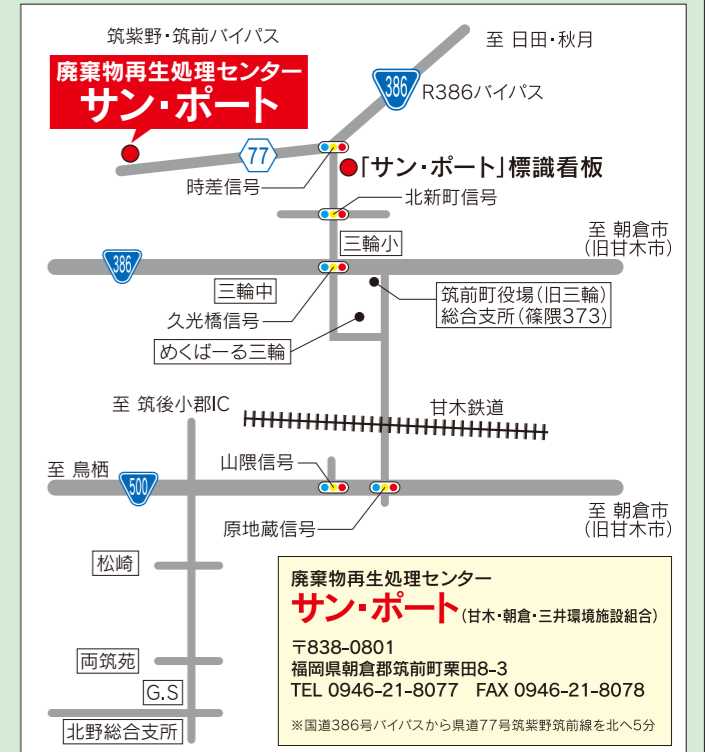 筑紫野・筑前バイパス
至 日田・秋月
廃棄物再生処理センター
サン・ポート
386
R386バイパス
77
「サン・ポート」標識看板
時差信号
北新町信号
至 朝倉市
(旧甘木市)
三輪小
386
三輪中
筑前町役場(旧三輪)
総合支所(篠隈373)
久光橋信号
めくばーる三輪
至 筑後小郡IC
甘木鉄道
山隈信号
至 鳥栖
500
原地蔵信号
至 朝倉市
(旧甘木市)
松崎
両筑苑
G.S
北野総合支所
廃棄物再生処理センター
サン・ポート(甘木・朝倉・三井環境施設組合)
〒838-0801
福岡県朝倉郡筑前町栗田8-3
TEL 0946-21-8077 FAX 0946-21-8078
※国道386号バイパスから県道77号筑紫野筑前線を北へ5分